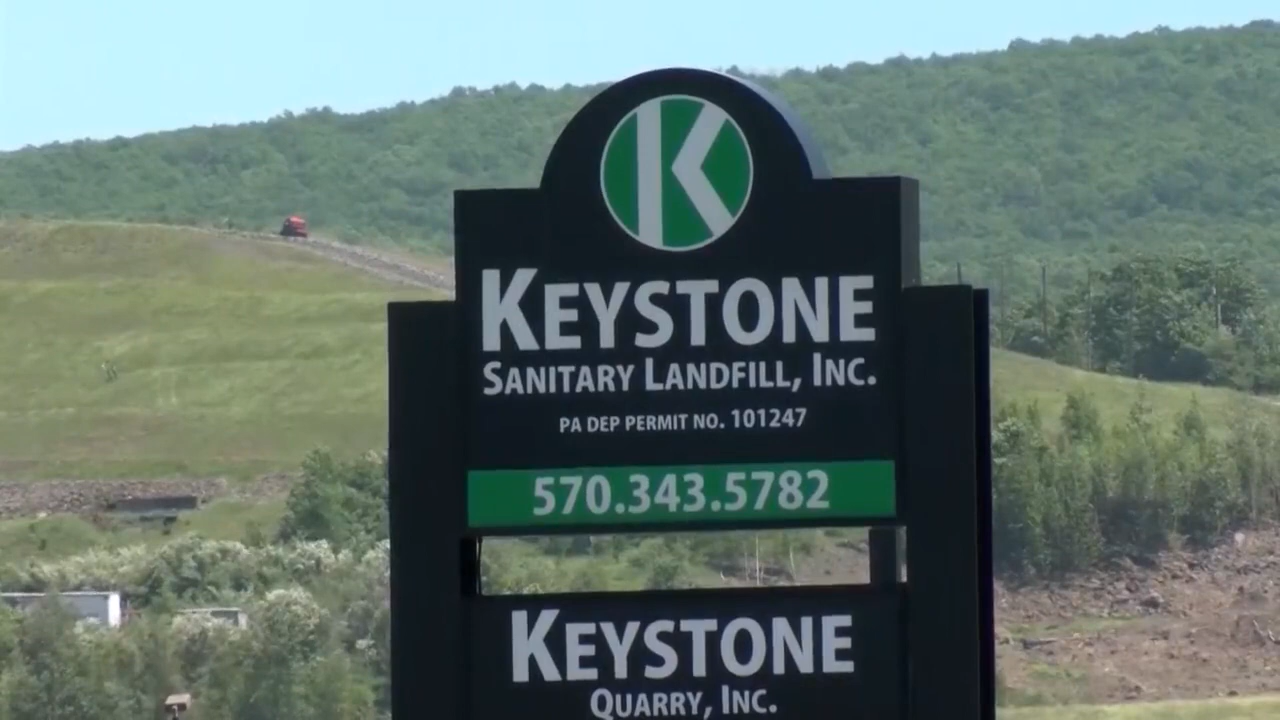 K
KEYSTONE
SANITARY LANDFILL, INC.
PA DEP PERMIT NO. 101247
570.343.5782
KEYSTONE
QUARRY, INC.